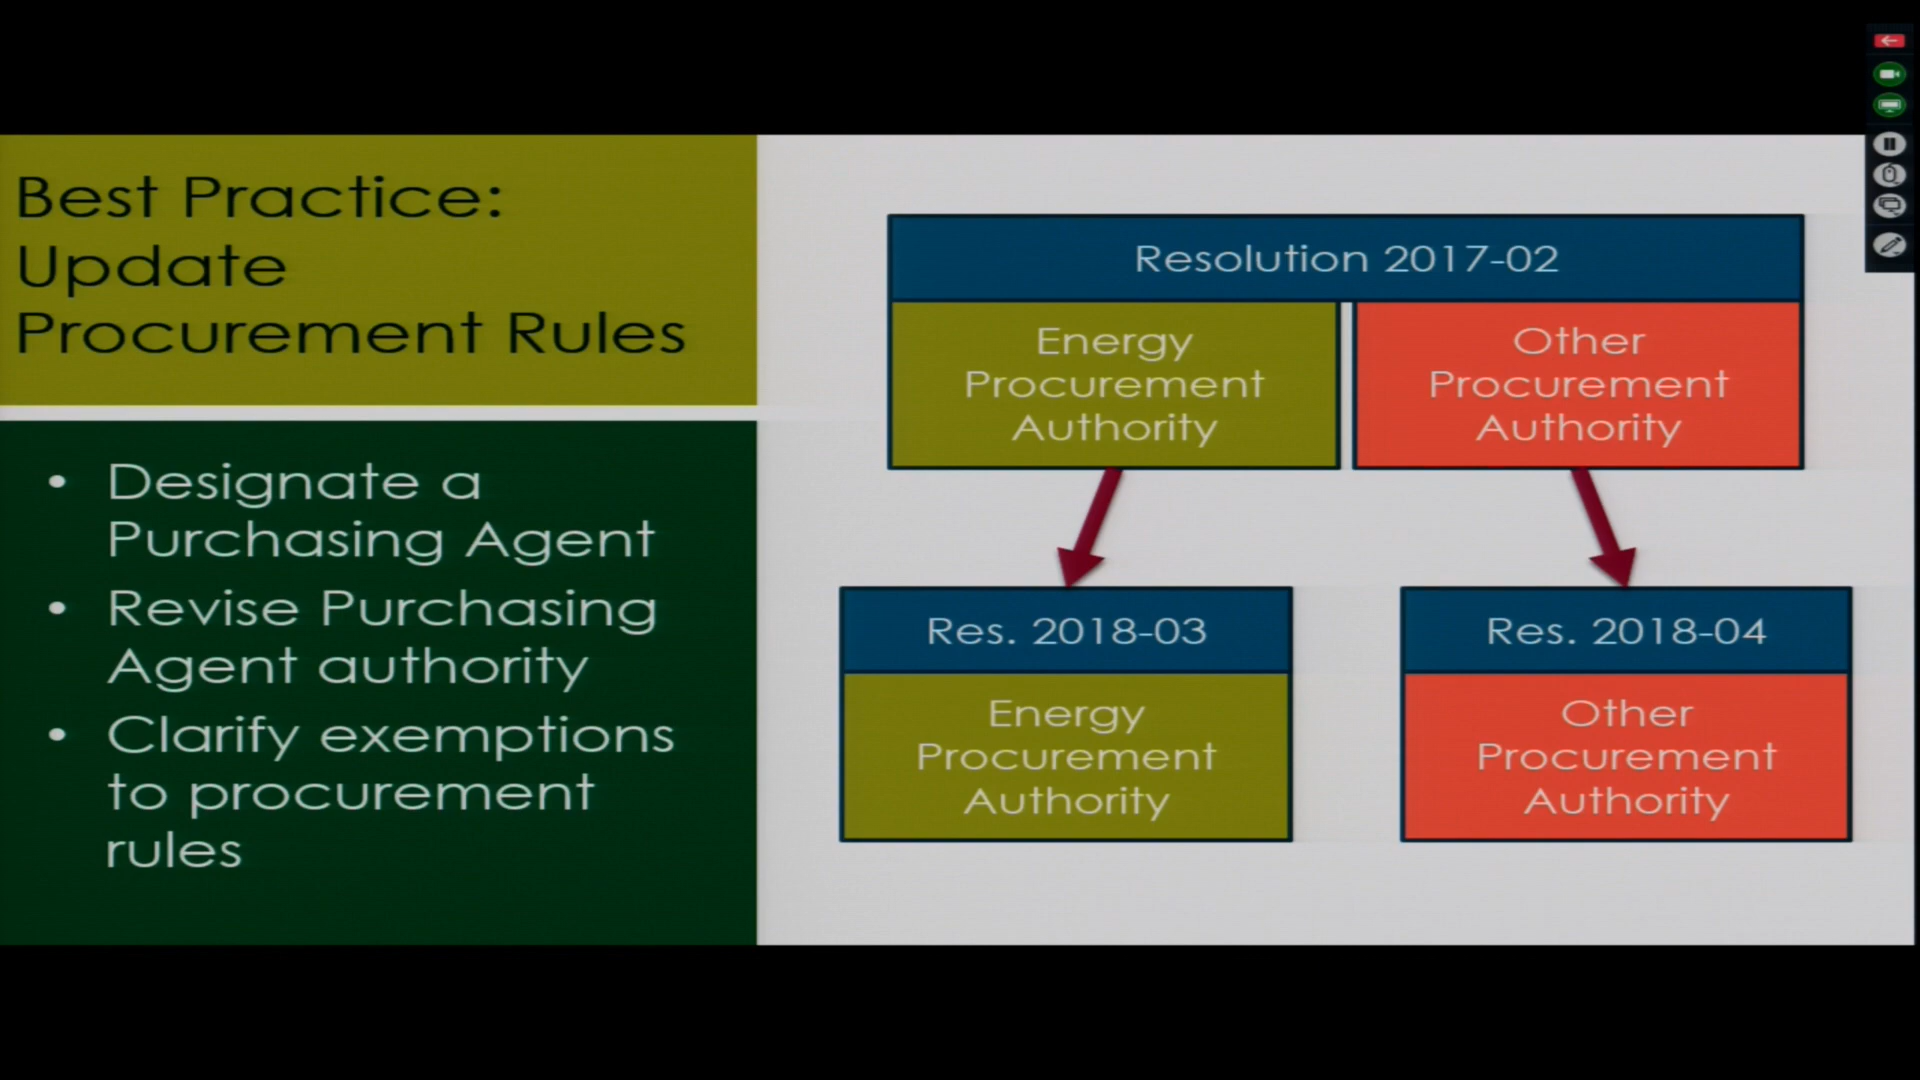 Best Practice:
Update
Procurement Rules
• Designate a
Purchasing Agent
• Revise Purchasing
Agent authority
• Clarify exemptions
to procurement
rules
Resolution 2017-02
Energy
Procurement
Authority
Other
Procurement
Authority
Res. 2018-03
Energy
Procurement
Authority
Res. 2018-04
Other
Procurement
Authority